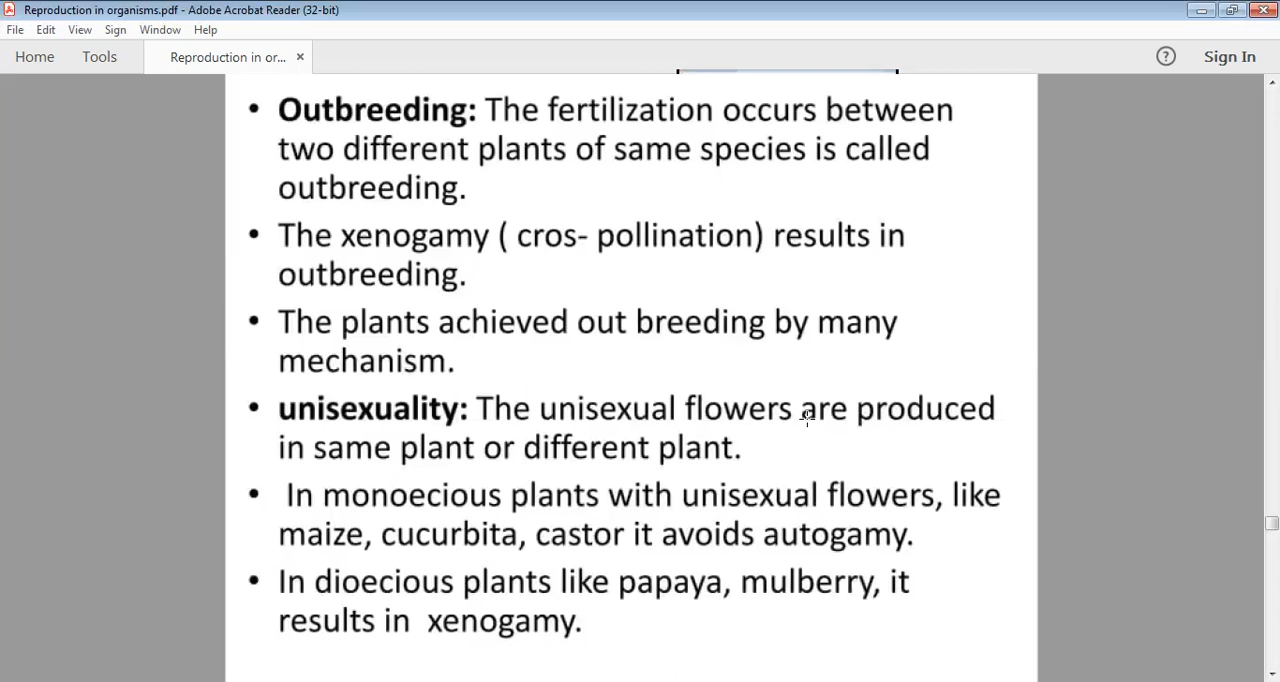 Reproduction in organisms.pdf - Adobe Acrobat Reader (32-bit)
File Edit View Sign Window Help
Home Tools Reproduction in or... × ? Sign In
• Outbreeding: The fertilization occurs between
two different plants of same species is called
outbreeding.
• The xenogamy ( cros- pollination) results in
outbreeding.
• The plants achieved out breeding by many
mechanism.
• unisexuality: The unisexual flowers are produced
in same plant or different plant.
• In monoecious plants with unisexual flowers, like
maize, cucurbita, castor it avoids autogamy.
• In dioecious plants like papaya, mulberry, it
results in xenogamy.